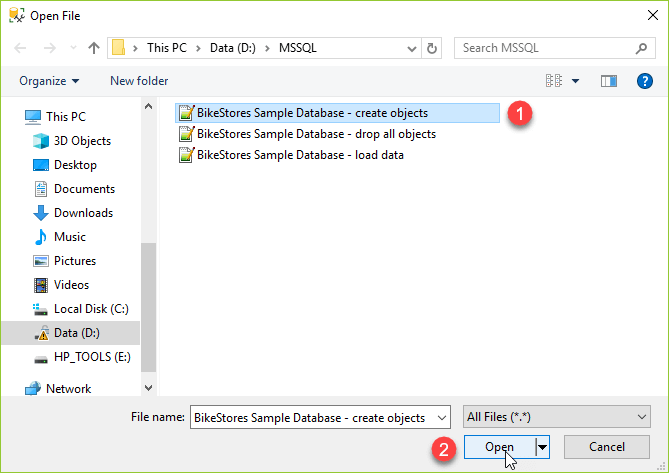 Open File
This PC > Data (D:) > MSSQL
Search MSSQL
Organize
New folder
?
This PC
3D Objects
Desktop
Documents
Downloads
Music
Pictures
Videos
Local Disk (C:)
Data (D:)
HP_TOOLS (E:)
Network
BikeStores Sample Database - create objects
1
BikeStores Sample Database - drop all objects
BikeStores Sample Database - load data
File name: BikeStores Sample Database - create objects
All Files (*.*)
2
Open
Cancel